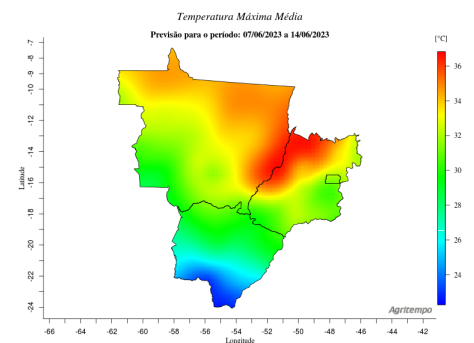 Temperatura Máxima Média
Previsão para o período: 07/06/2023 a 14/06/2023
[°C]
-7
-8
-9
-10
-12
-14
-16
-18
-20
-22
-24
Latitude
36
34
32
30
28
26
24
Agritempo
-66 -64 -62 -60 -58 -56 -54 -52 -50 -48 -46 -44 -42
Longitude